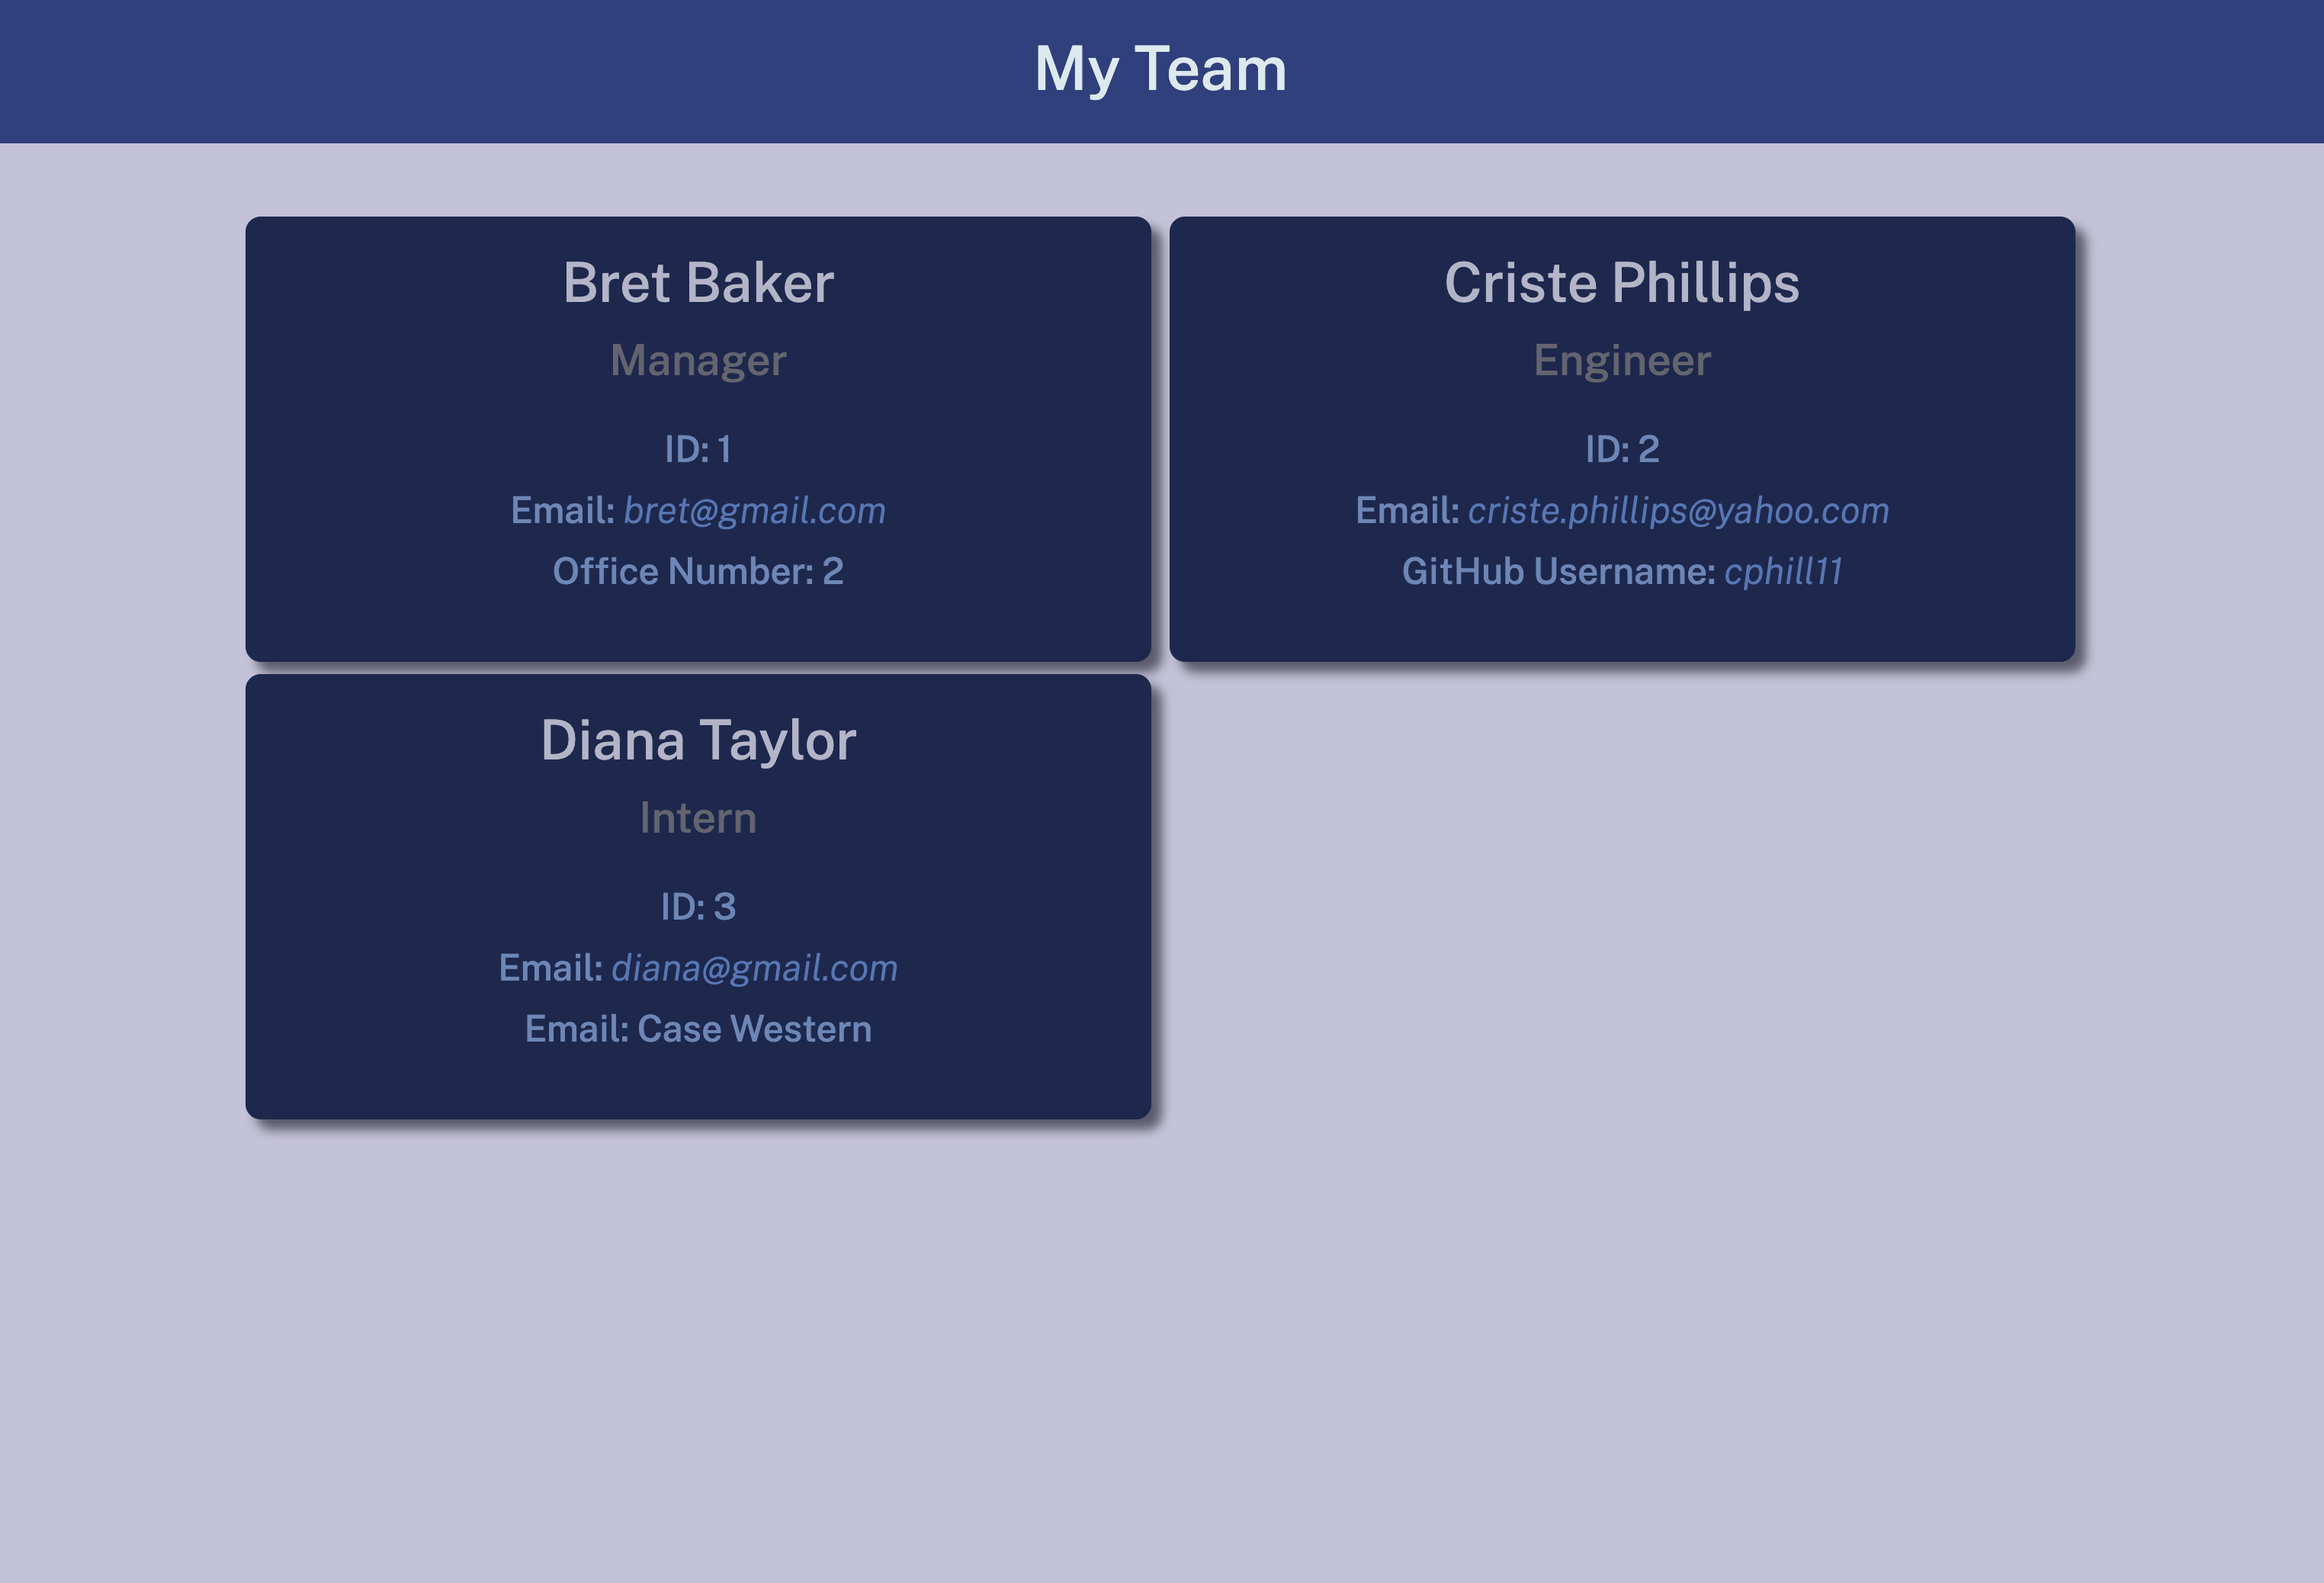 My Team
Bret Baker
Manager
ID: 1
Email: bret@gmail.com
Office Number: 2
Criste Phillips
Engineer
ID: 2
Email: criste.phillips@yahoo.com
GitHub Username: cphill11
Diana Taylor
Intern
ID: 3
Email: diana@gmail.com
Email: Case Western